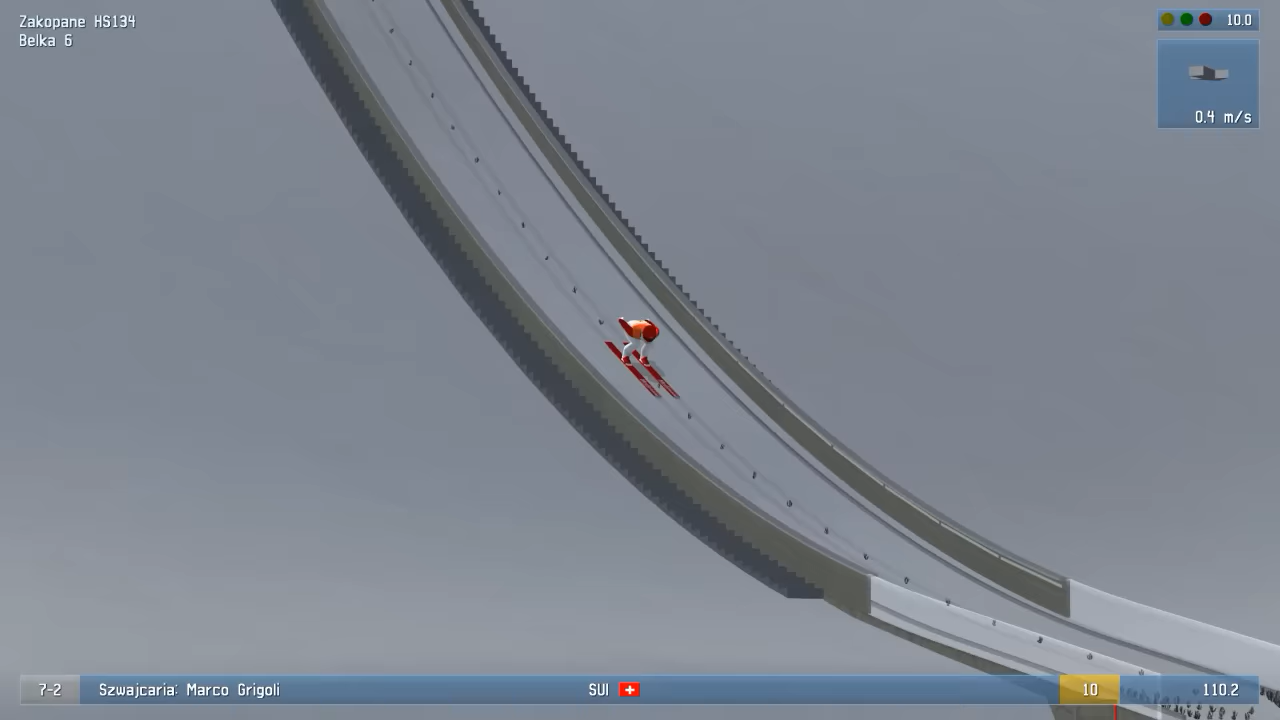 Zakopane HS134
Belka 6
10.0
0.4 m/s
7-2 Szwajcaria: Marco Grigoli SUI 10 110.2